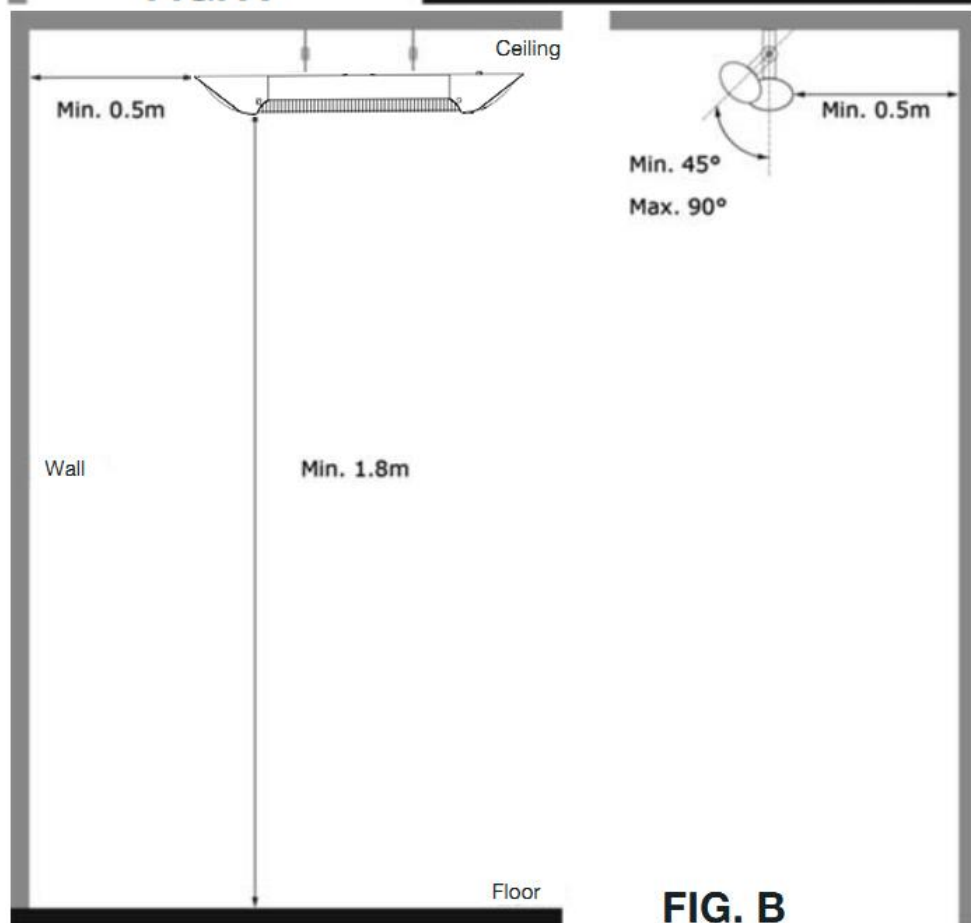 Ceiling
Min. 0.5m
Min. 0.5m
Min. 45°
Max. 90°
Wall
Min. 1.8m
Floor
FIG. B